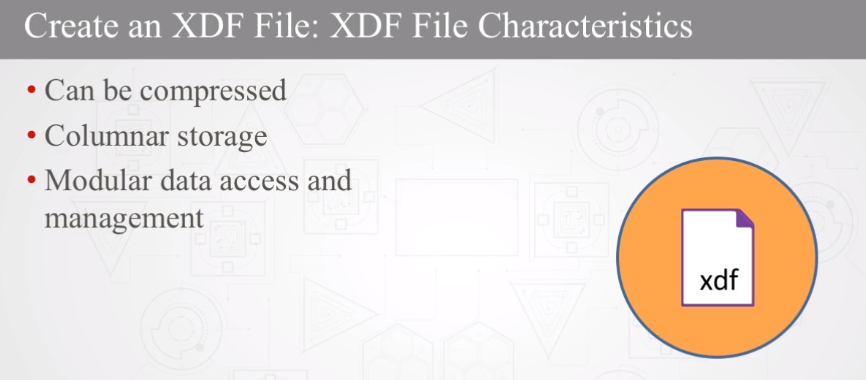 Create an XDF File: XDF File Characteristics
• Can be compressed
• Columnar storage
• Modular data access and
management
xdf